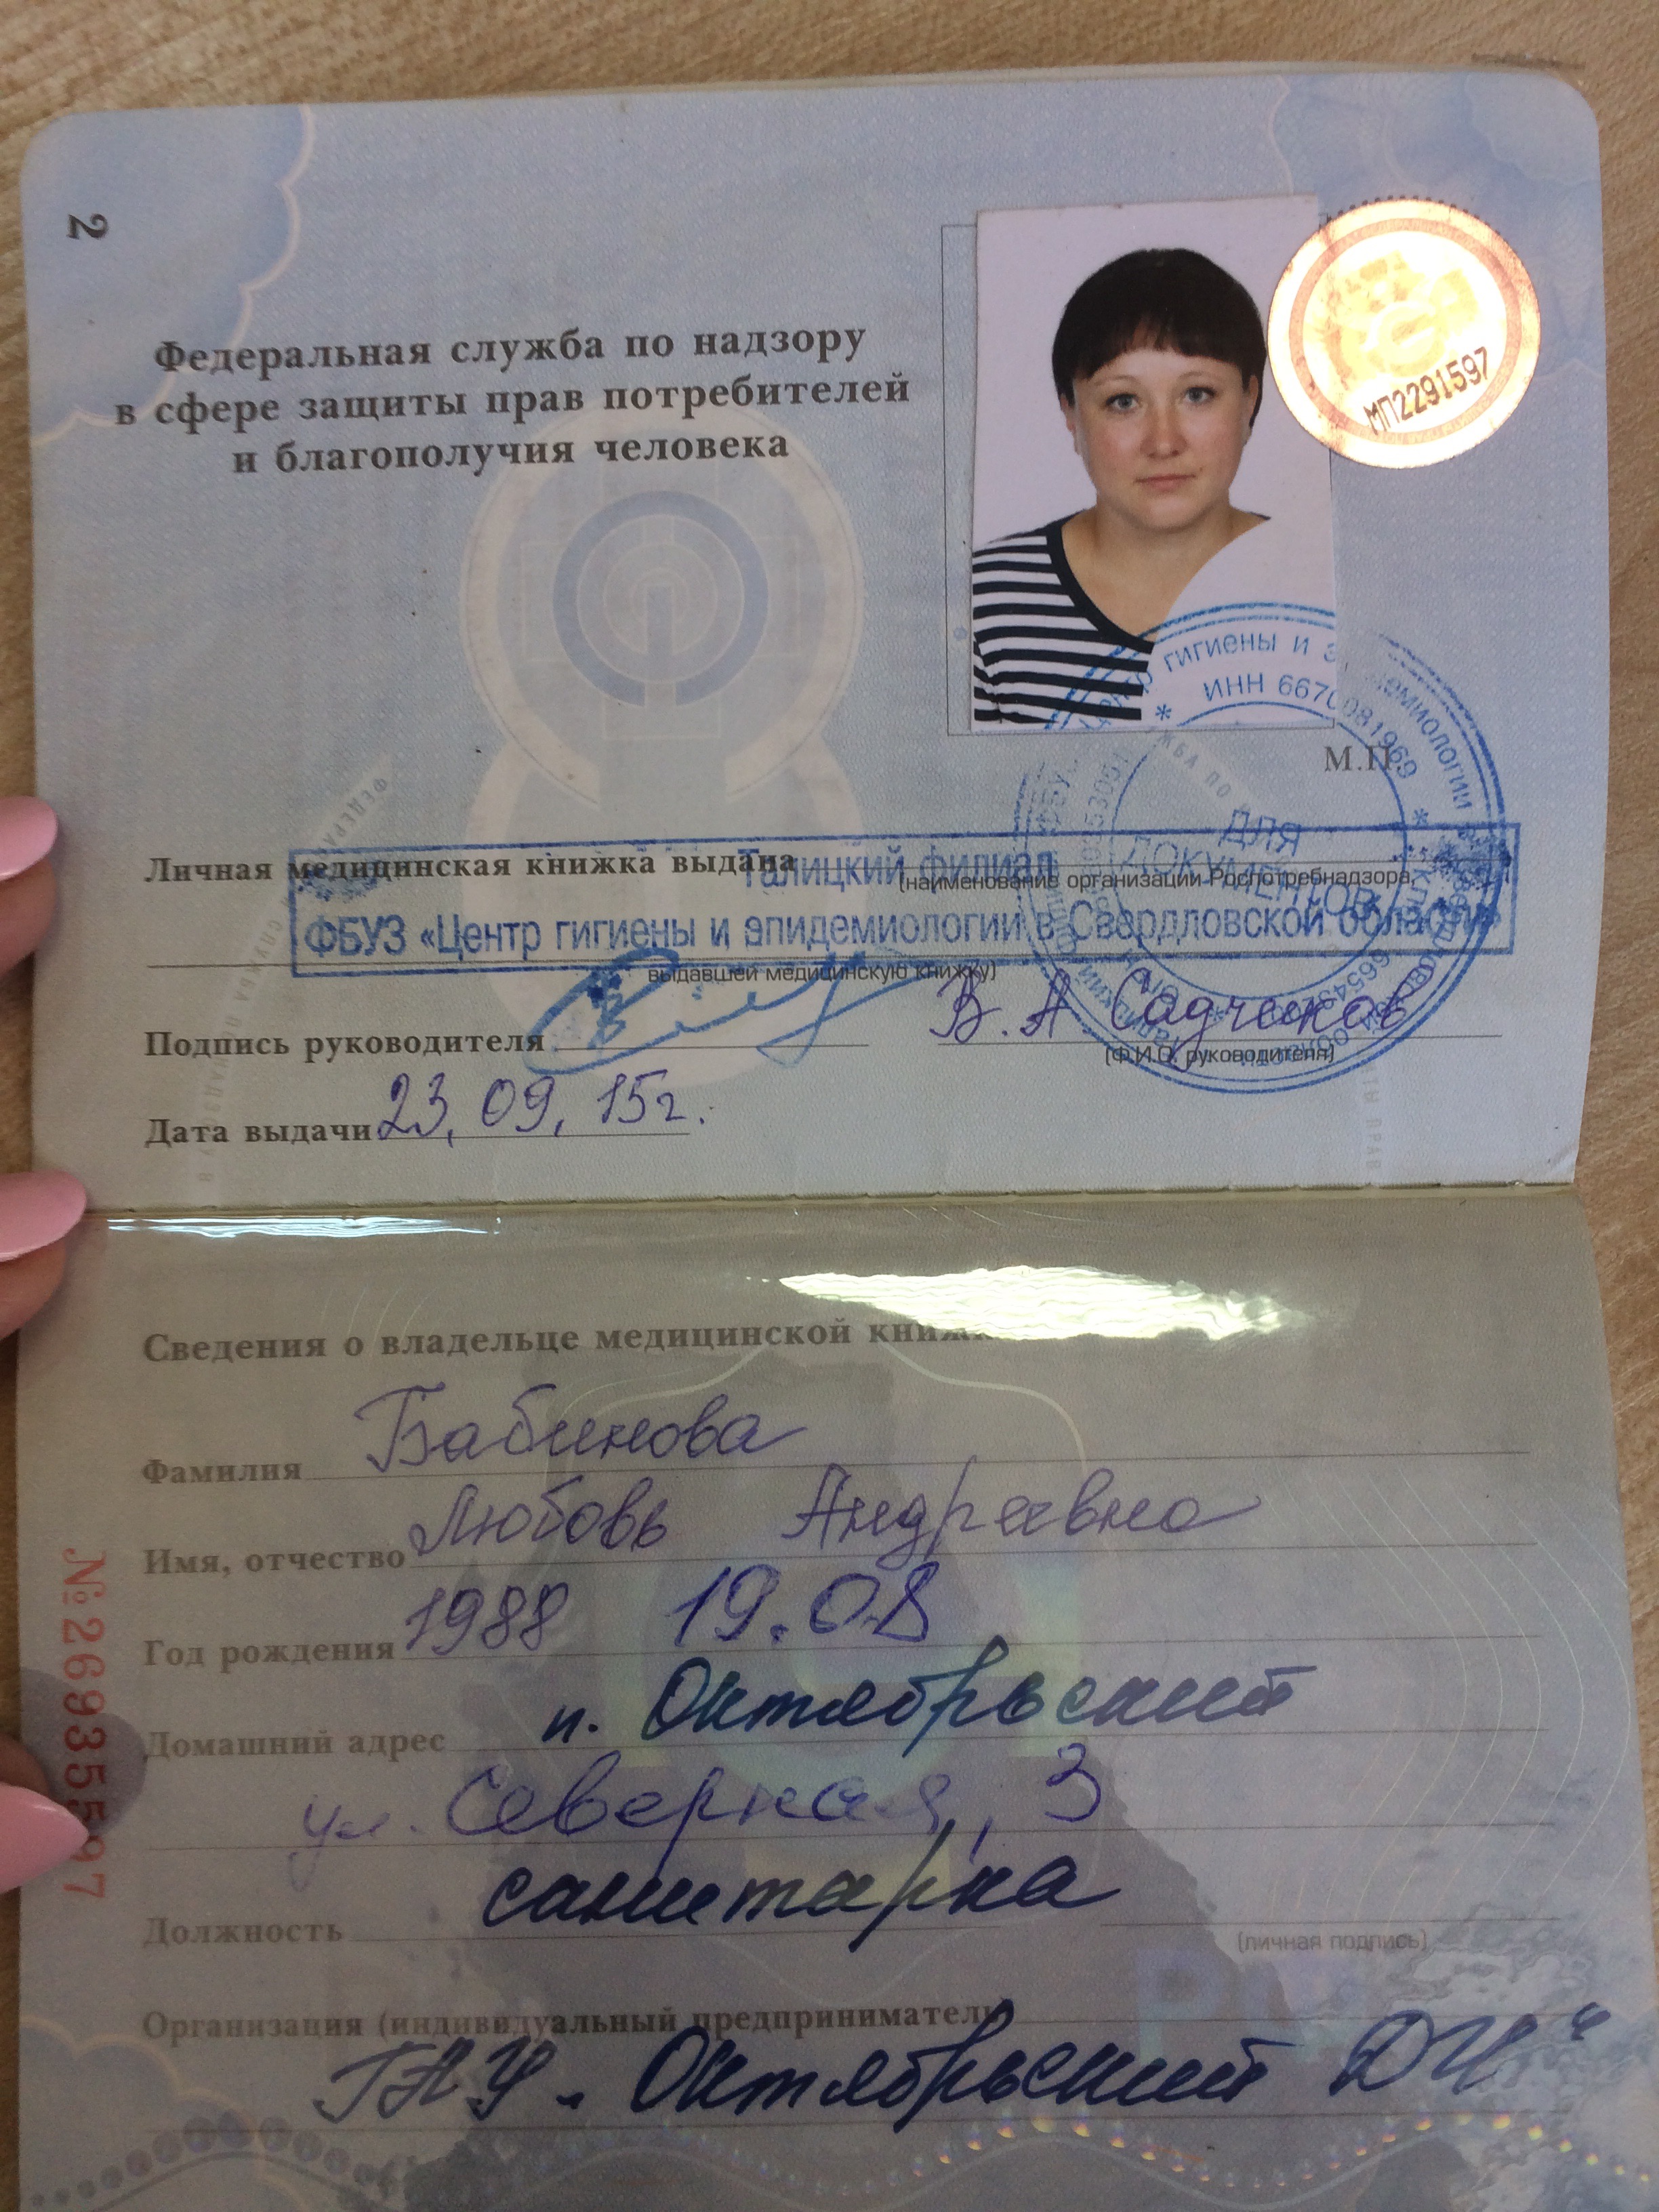 2
Федеральная служба по надзору
в сфере защиты прав потребителей
и благополучия человека
МП2291597
гигиены и эпидемиологии
ИНН 6670081969
М.П.
ДЛЯ
ДОКУМЕНТОВ
Личная медицинская книжка выдана
Талицкий филиал
(наименование организации Роспотребнадзора,
ФБУЗ «Центр гигиены и эпидемиологии в Свердловской области»
выдавшей медицинскую книжку)
Подпись руководителя В. А Садчиков
(Ф.И.О. руководителя)
Дата выдачи 23. 09. 15г.
Сведения о владельце медицинской книжки
Фамилия Бабинова
Имя, отчество Любовь Андреевна
Год рождения 1988 19.08
Домашний адрес п. Октябрьский
ул. Северная, 3
Должность санитарка
(личная подпись)
Организация (индивидуальный предприниматель)
ГАУ „Октябрьский ДИ"
№26935597